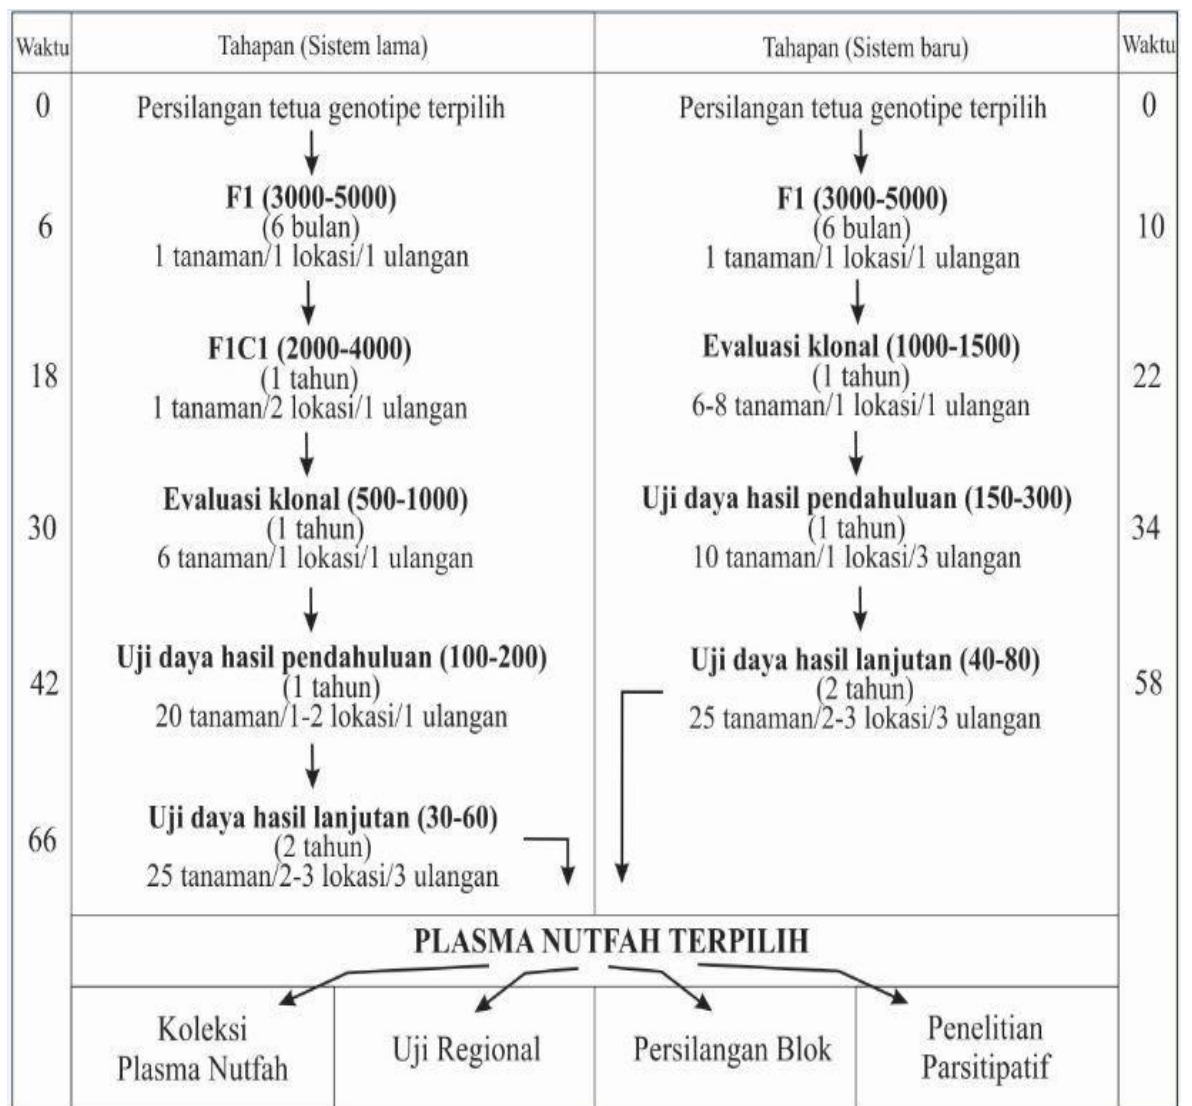 Waktu
Tahapan (Sistem lama)
Tahapan (Sistem baru)
Waktu
0
Persilangan tetua genotipe terpilih
Persilangan tetua genotipe terpilih
0
6
F1 (3000-5000)
(6 bulan)
1 tanaman/1 lokasi/1 ulangan
F1 (3000-5000)
(6 bulan)
1 tanaman/1 lokasi/1 ulangan
10
18
F1C1 (2000-4000)
(1 tahun)
1 tanaman/2 lokasi/1 ulangan
Evaluasi klonal (1000-1500)
(1 tahun)
6-8 tanaman/1 lokasi/1 ulangan
22
30
Evaluasi klonal (500-1000)
(1 tahun)
6 tanaman/1 lokasi/1 ulangan
Uji daya hasil pendahuluan (150-300)
(1 tahun)
10 tanaman/1 lokasi/3 ulangan
34
42
Uji daya hasil pendahuluan (100-200)
(1 tahun)
20 tanaman/1-2 lokasi/1 ulangan
Uji daya hasil lanjutan (40-80)
(2 tahun)
25 tanaman/2-3 lokasi/3 ulangan
58
66
Uji daya hasil lanjutan (30-60)
(2 tahun)
25 tanaman/2-3 lokasi/3 ulangan
PLASMA NUTFAH TERPILIH
Koleksi
Plasma Nutfah
Uji Regional
Persilangan Blok
Penelitian
Parsitipatif